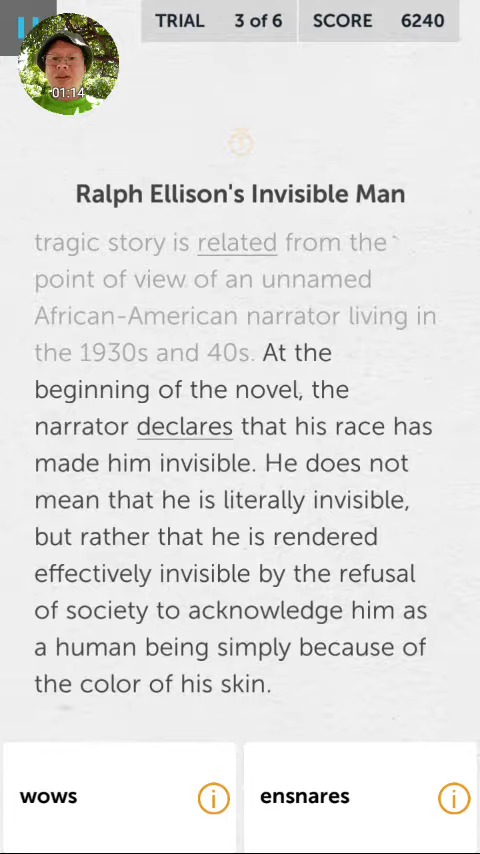 TRIAL 3 of 6 SCORE 6240
01:14
Ralph Ellison's Invisible Man
tragic story is related from the
point of view of an unnamed
African-American narrator living in
the 1930s and 40s. At the
beginning of the novel, the
narrator declares that his race has
made him invisible. He does not
mean that he is literally invisible,
but rather that he is rendered
effectively invisible by the refusal
of society to acknowledge him as
a human being simply because of
the color of his skin.
wows ensnares